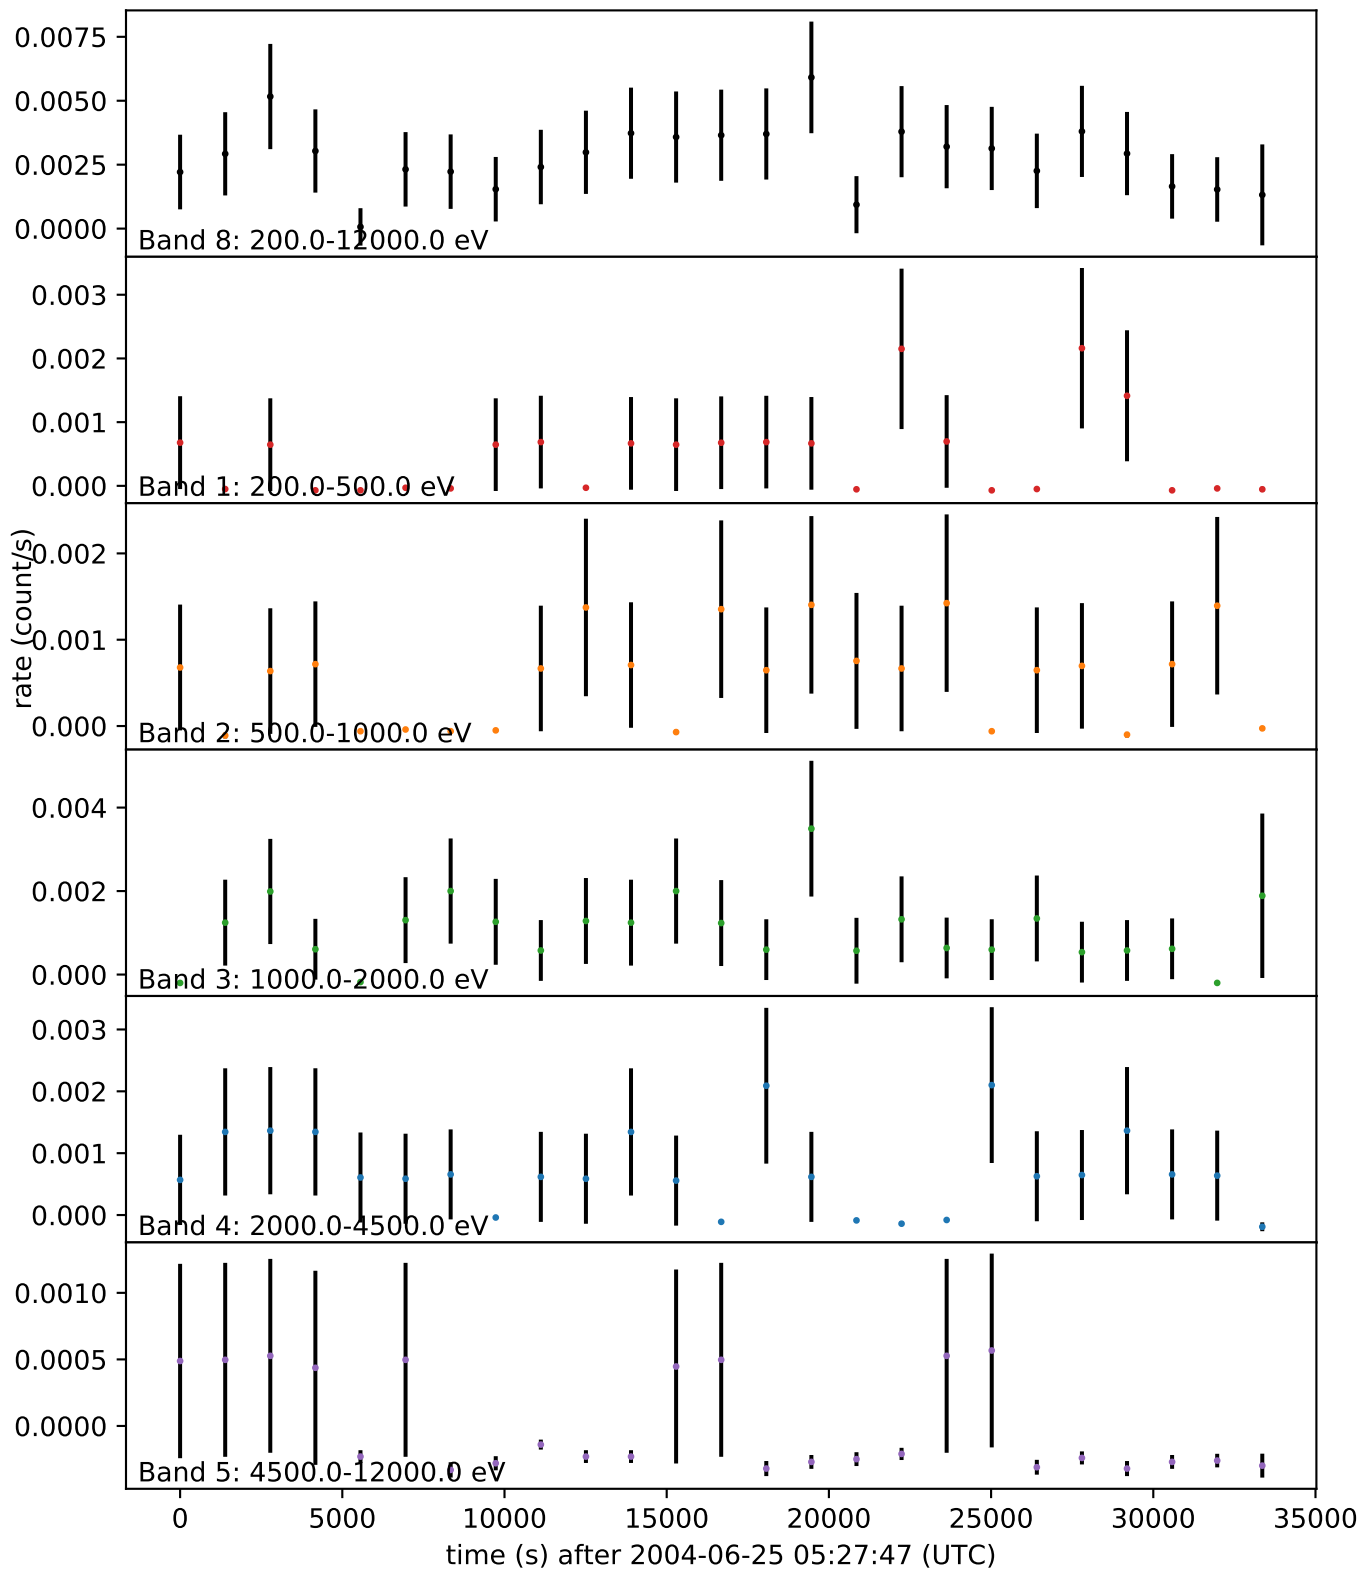 0.0075
0.0050
0.0025
0.0000
Band 8: 200.0-12000.0 eV
0.003
0.002
0.001
0.000
Band 1: 200.0-500.0 eV
rate (count/s)
0.002
0.001
0.000
Band 2: 500.0-1000.0 eV
0.004
0.002
0.000
Band 3: 1000.0-2000.0 eV
0.003
0.002
0.001
0.000
Band 4: 2000.0-4500.0 eV
0.0010
0.0005
0.0000
Band 5: 4500.0-12000.0 eV
0 5000 10000 15000 20000 25000 30000 35000
time (s) after 2004-06-25 05:27:47 (UTC)